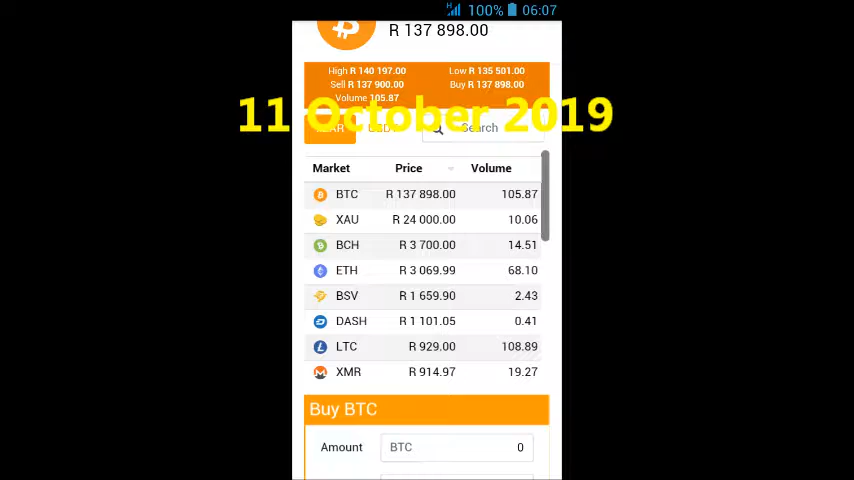 100% 06:07
R 137 898.00
High R 140 197.00 Low R 135 501.00
Sell R 137 900.00 Buy R 137 898.00
Volume 105.87
11 October 2019
Search
Market Price Volume
BTC R 137 898.00 105.87
XAU R 24 000.00 10.06
BCH R 3 700.00 14.51
ETH R 3 069.99 68.10
BSV R 1 659.90 2.43
DASH R 1 101.05 0.41
LTC R 929.00 108.89
XMR R 914.97 19.27
Buy BTC
Amount BTC 0